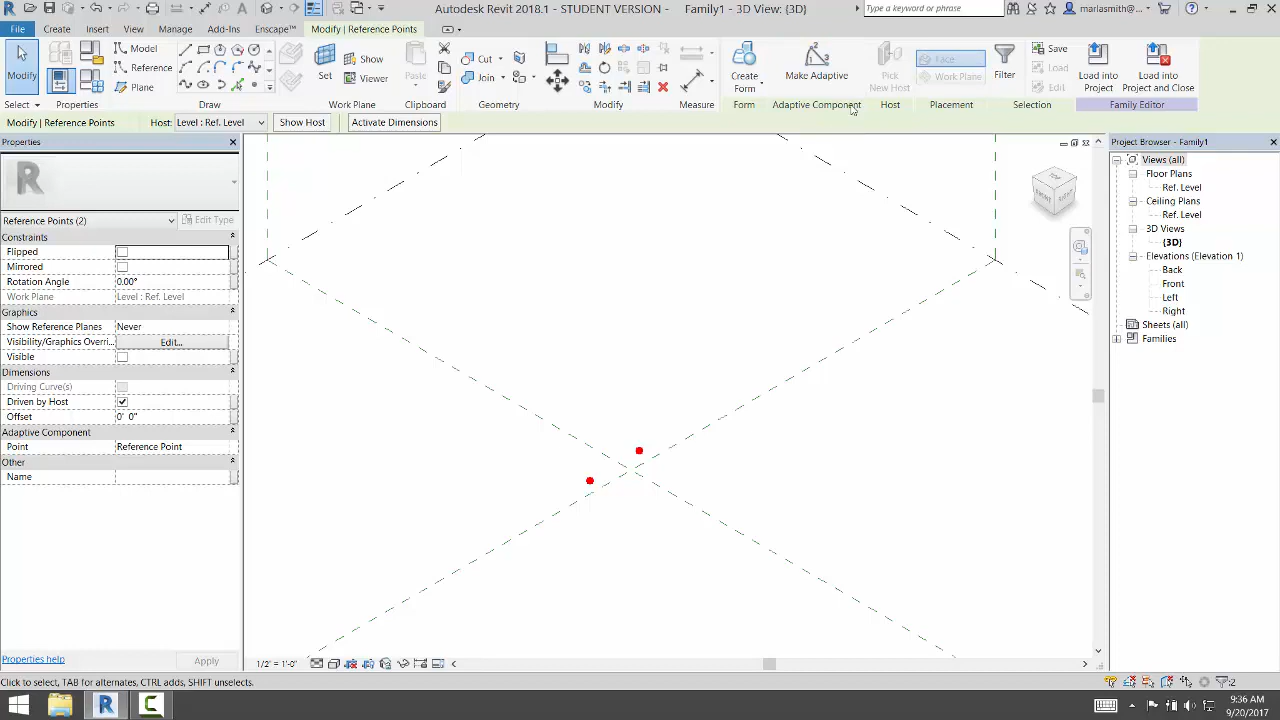 Autodesk Revit 2018.1 - STUDENT VERSION - Family1 - 3D View: {3D}
Type a keyword or phrase
marlasmith@...
File Create Insert View Manage Add-Ins Enscape™ Modify | Reference Points
Modify
Model
Reference
Plane
Set
Show
Viewer
Paste
Cut
Join
Create Form
Make Adaptive
Pick New Host
Face
Work Plane
Filter
Save
Load
Edit
Load into Project
Load into Project and Close
Select Properties Draw Work Plane Clipboard Geometry Modify Measure Form Adaptive Component Host Placement Selection Family Editor
Modify | Reference Points Host: Level : Ref. Level Show Host Activate Dimensions
Properties
R
Reference Points (2) Edit Type
Constraints
Flipped
Mirrored
Rotation Angle 0.00°
Work Plane Level : Ref. Level
Graphics
Show Reference Planes Never
Visibility/Graphics Overri... Edit...
Visible
Dimensions
Driving Curve(s)
Driven by Host
Offset 0' 0"
Adaptive Component
Point Reference Point
Other
Name
Properties help Apply
TOP
FRONT
RIGHT
Project Browser - Family1
Views (all)
Floor Plans
Ref. Level
Ceiling Plans
Ref. Level
3D Views
{3D}
Elevations (Elevation 1)
Back
Front
Left
Right
Sheets (all)
Families
1/2" = 1'-0"
Click to select, TAB for alternates, CTRL adds, SHIFT unselects.
:2
9:36 AM
9/20/2017